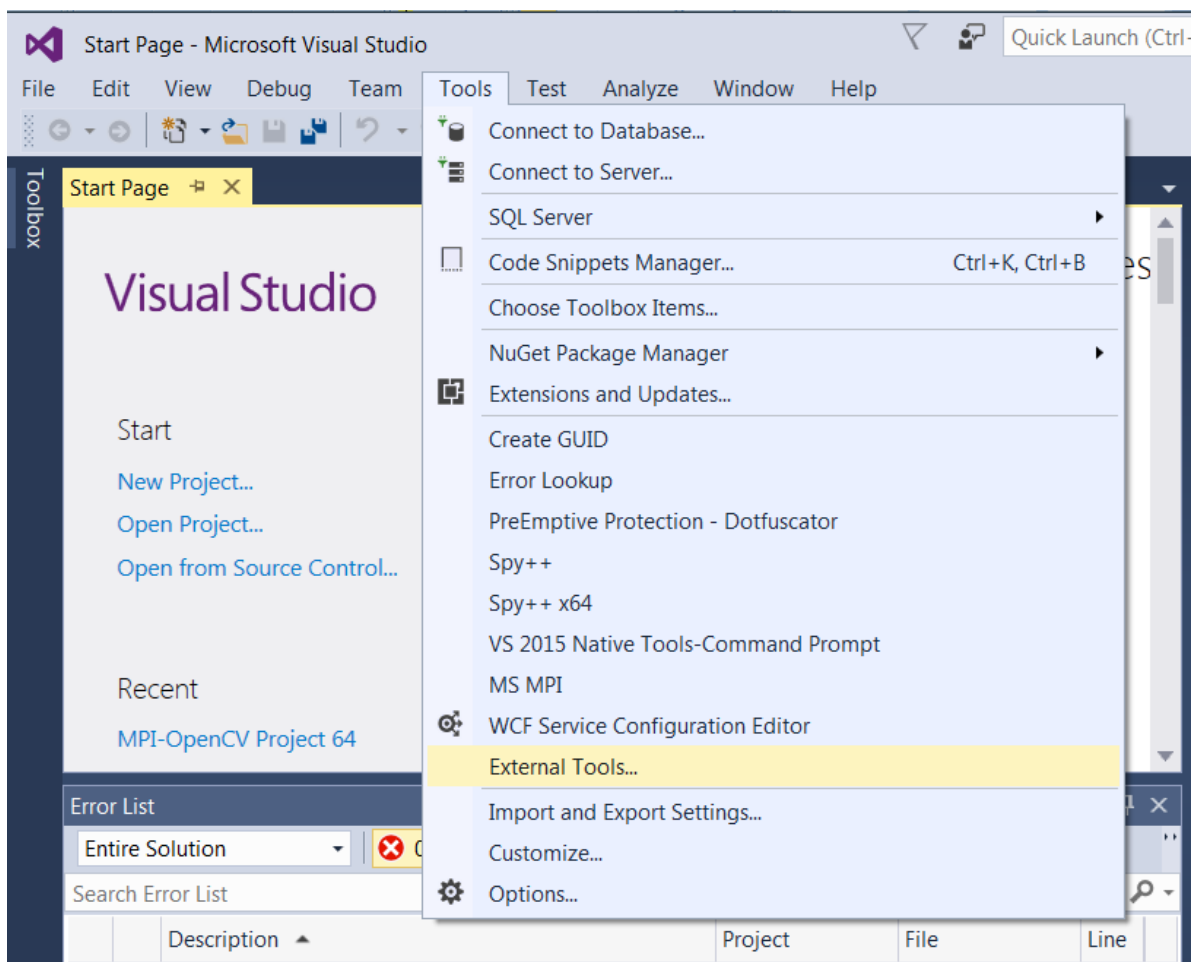 Start Page - Microsoft Visual Studio
Quick Launch (Ctrl+
File Edit View Debug Team Tools Test Analyze Window Help
Toolbox
Start Page
Visual Studio
Start
New Project...
Open Project...
Open from Source Control...
Recent
MPI-OpenCV Project 64
Connect to Database...
Connect to Server...
SQL Server
Code Snippets Manager... Ctrl+K, Ctrl+B
Choose Toolbox Items...
NuGet Package Manager
Extensions and Updates...
Create GUID
Error Lookup
PreEmptive Protection - Dotfuscator
Spy++
Spy++ x64
VS 2015 Native Tools-Command Prompt
MS MPI
WCF Service Configuration Editor
External Tools...
Import and Export Settings...
Customize...
Options...
Error List
Entire Solution
Search Error List
Description Project File Line